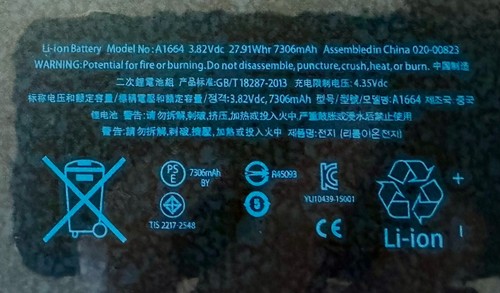 Li-ion Battery Model No: A1664 3.82Vdc 27.91Whr 7306mAh Assembled in China 020-00823
WARNING: Potential for fire or burning. Do not disassemble, puncture, crush, heat, or burn. 中国制造
二次鋰電池組 产品标准:GB/T 18287-2013 充电限制电压: 4.35Vdc
标称电压和额定容量/標稱電壓和額定容量/정격:3.82Vdc, 7306mAh 型号/型號/모델명:A1664 제조국: 중국
锂电池 警告:请勿拆解,刺破,挤压,加热或投入火中,严重鼓胀或浸水后禁止使用
警告:請勿拆解,刺破,擠壓,加熱或投入火中 제품명:전지 (리튬이온전지)
PS E
7306mAh
BY
R45093
TIS 2217-2548
YU10439-15001
CE
Li-ion
+